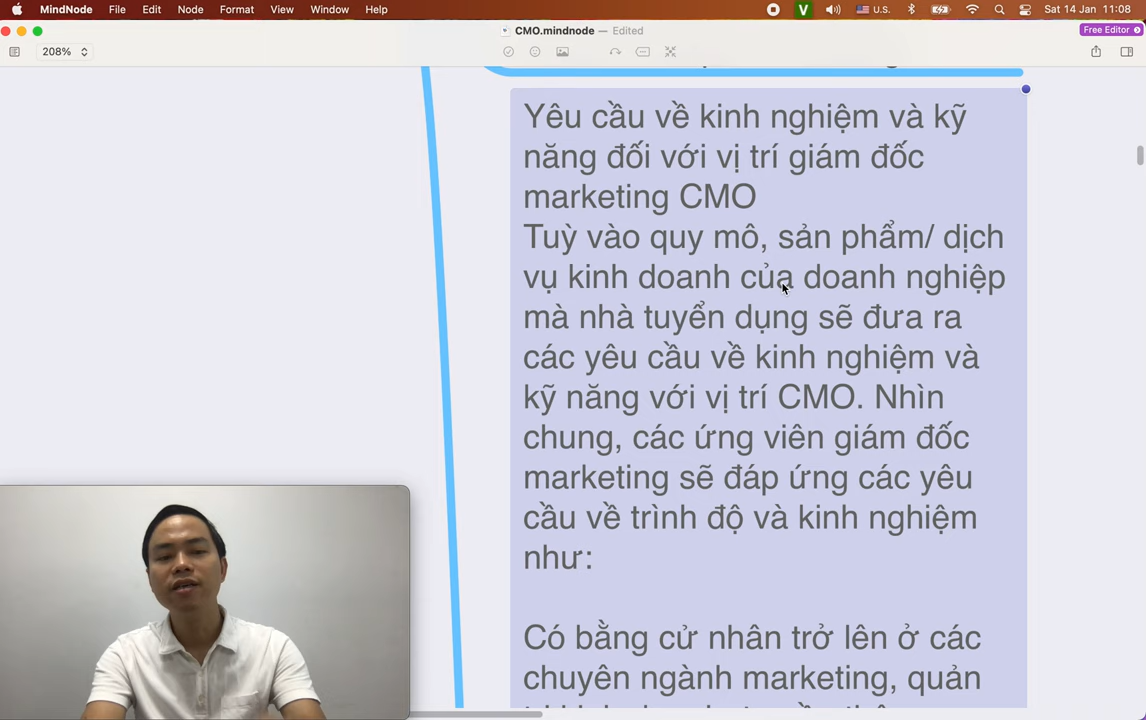 MindNode File Edit Node Format View Window Help
V U.S. Sat 14 Jan 11:08
CMO.mindnode — Edited
Free Editor
208%
Yêu cầu về kinh nghiệm và kỹ
năng đối với vị trí giám đốc
marketing CMO
Tuỳ vào quy mô, sản phẩm/ dịch
vụ kinh doanh của doanh nghiệp
mà nhà tuyển dụng sẽ đưa ra
các yêu cầu về kinh nghiệm và
kỹ năng với vị trí CMO. Nhìn
chung, các ứng viên giám đốc
marketing sẽ đáp ứng các yêu
cầu về trình độ và kinh nghiệm
như:
Có bằng cử nhân trở lên ở các
chuyên ngành marketing, quản